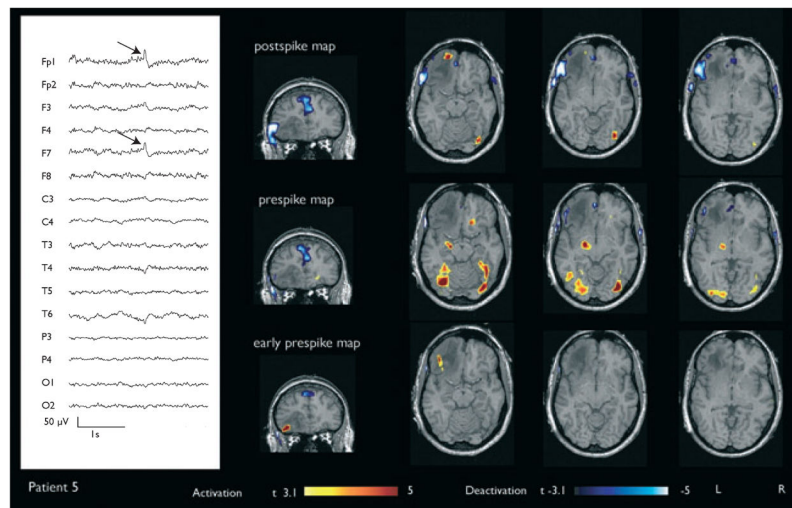 Fp1
Fp2
F3
F4
F7
F8
C3
C4
T3
T4
T5
T6
P3
P4
O1
O2
50 μV
1s
postspike map
prespike map
early prespike map
Patient 5
Activation t 3.1 5
Deactivation t -3.1 -5 L R